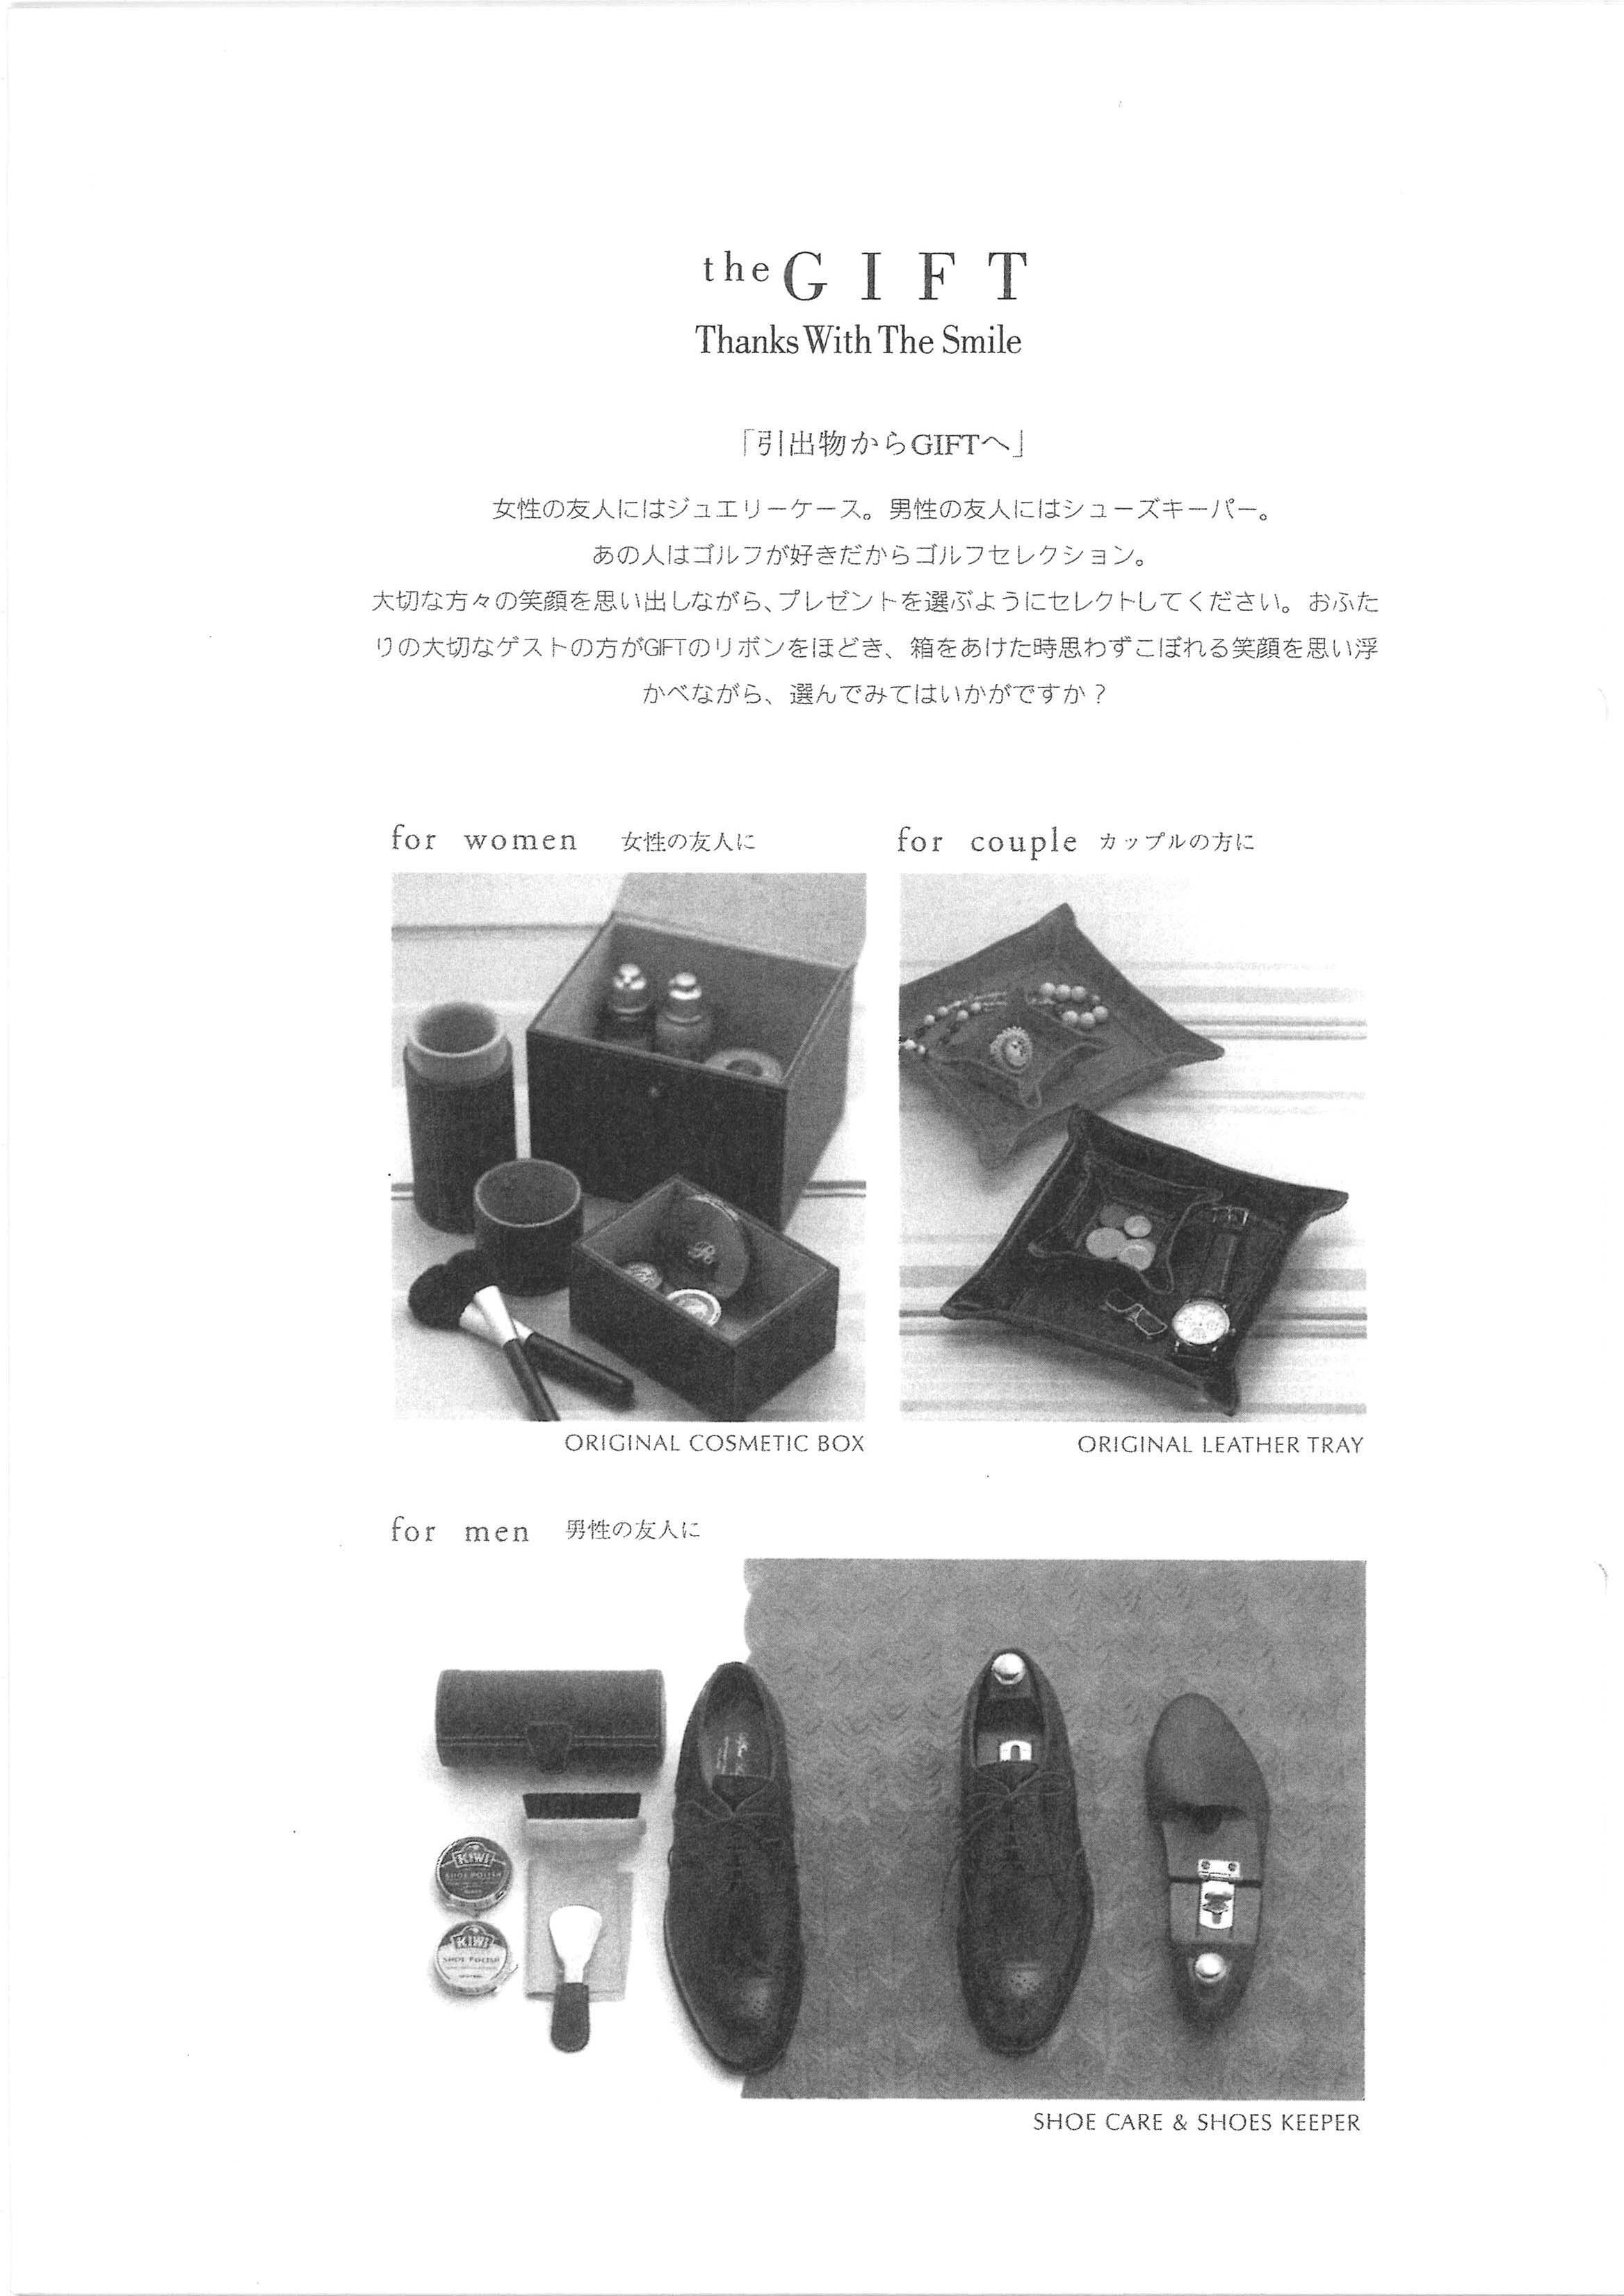 the GIFT
Thanks With The Smile
「引出物からGIFTへ」
女性の友人にはジュエリーケース。男性の友人にはシューズキーパー。
あの人はゴルフが好きだからゴルフセレクション。
大切な方々の笑顔を思い出しながら、プレゼントを選ぶようにセレクトしてください。おふた
りの大切なゲストの方がGIFTのリボンをほどき、箱をあけた時思わずこぼれる笑顔を思い浮
かべながら、選んでみてはいかがですか？
for women 女性の友人に
for couple カップルの方に
ORIGINAL COSMETIC BOX
ORIGINAL LEATHER TRAY
for men 男性の友人に
KIWI
SHOE POLISH
KIWI
SHOE POLISH
SHOE CARE & SHOES KEEPER